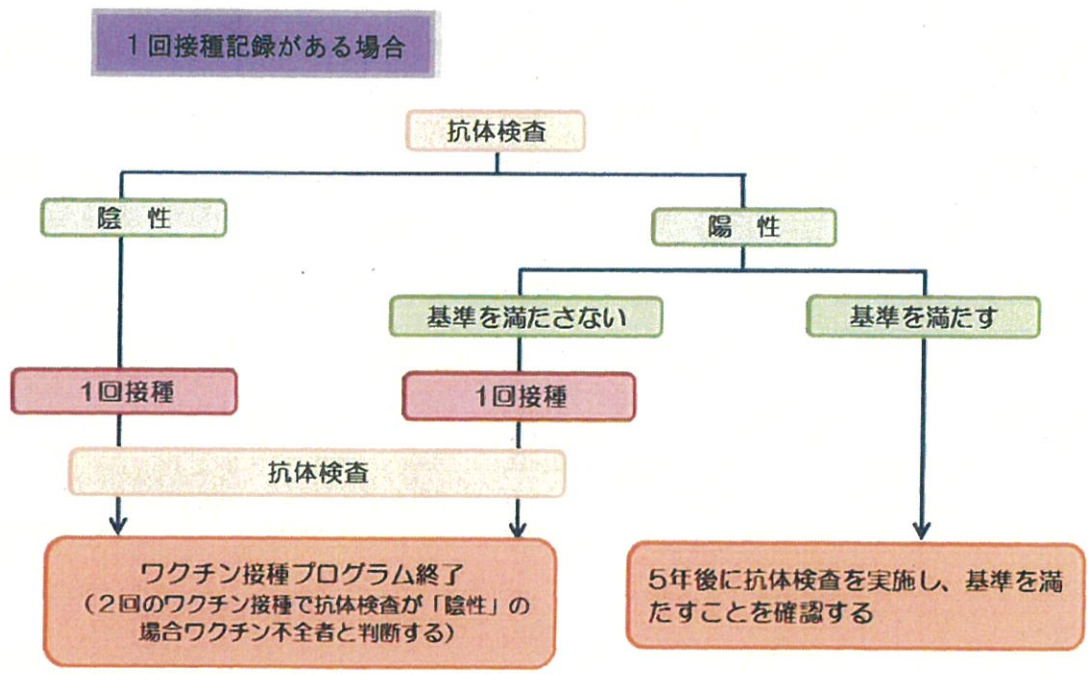 1回接種記録がある場合
抗体検査
陰 性
陽 性
基準を満たさない
基準を満たす
1回接種
1回接種
抗体検査
ワクチン接種プログラム終了
(2回のワクチン接種で抗体検査が「陰性」の
場合ワクチン不全者と判断する)
5年後に抗体検査を実施し、基準を満
たすことを確認する